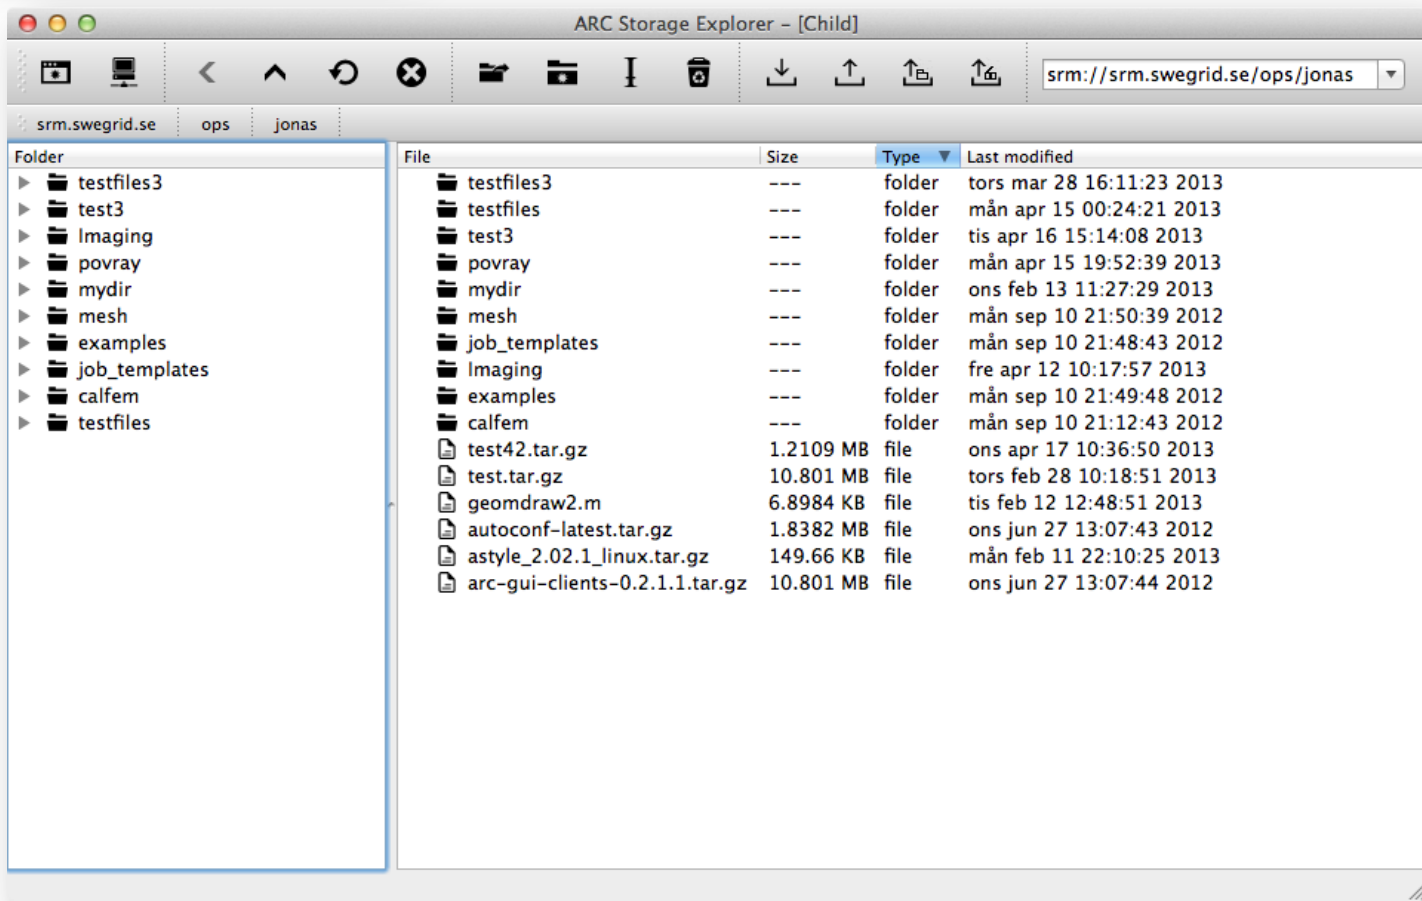 ARC Storage Explorer – [Child]
srm://srm.swegrid.se/ops/jonas
srm.swegrid.se ops jonas
Folder
testfiles3
test3
Imaging
povray
mydir
mesh
examples
job_templates
calfem
testfiles
File Size Type Last modified
testfiles3 --- folder tors mar 28 16:11:23 2013
testfiles --- folder mån apr 15 00:24:21 2013
test3 --- folder tis apr 16 15:14:08 2013
povray --- folder mån apr 15 19:52:39 2013
mydir --- folder ons feb 13 11:27:29 2013
mesh --- folder mån sep 10 21:50:39 2012
job_templates --- folder mån sep 10 21:48:43 2012
Imaging --- folder fre apr 12 10:17:57 2013
examples --- folder mån sep 10 21:49:48 2012
calfem --- folder mån sep 10 21:12:43 2012
test42.tar.gz 1.2109 MB file ons apr 17 10:36:50 2013
test.tar.gz 10.801 MB file tors feb 28 10:18:51 2013
geomdraw2.m 6.8984 KB file tis feb 12 12:48:51 2013
autoconf-latest.tar.gz 1.8382 MB file ons jun 27 13:07:43 2012
astyle_2.02.1_linux.tar.gz 149.66 KB file mån feb 11 22:10:25 2013
arc-gui-clients-0.2.1.1.tar.gz 10.801 MB file ons jun 27 13:07:44 2012